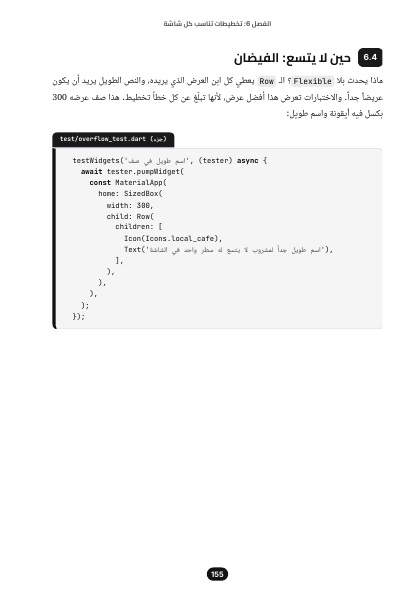 الفصل 6: تخطيطات تناسب كل شاشة
6.4 حين لا يتسع: الفيضان
ماذا يحدث بلا Flexible؟ الـ Row يعطي كل ابن العرض الذي يريده، والنص الطويل يريد أن يكون
عريضاً جداً. والاختبارات تعرض هذا أفضل عرض، لأنها تبلّغ عن كل خطأ تخطيط. هذا صف عرضه 300
بكسل فيه أيقونة واسم طويل:
test/overflow_test.dart (جزء)
testWidgets('اسم طويل في صف', (tester) async {
  await tester.pumpWidget(
    const MaterialApp(
      home: SizedBox(
        width: 300,
        child: Row(
          children: [
            Icon(Icons.local_cafe),
            Text('اسم طويل جداً لمشروب لا يتسع له سطر واحد في الشاشة'),
          ],
        ),
      ),
    ),
  );
});
155